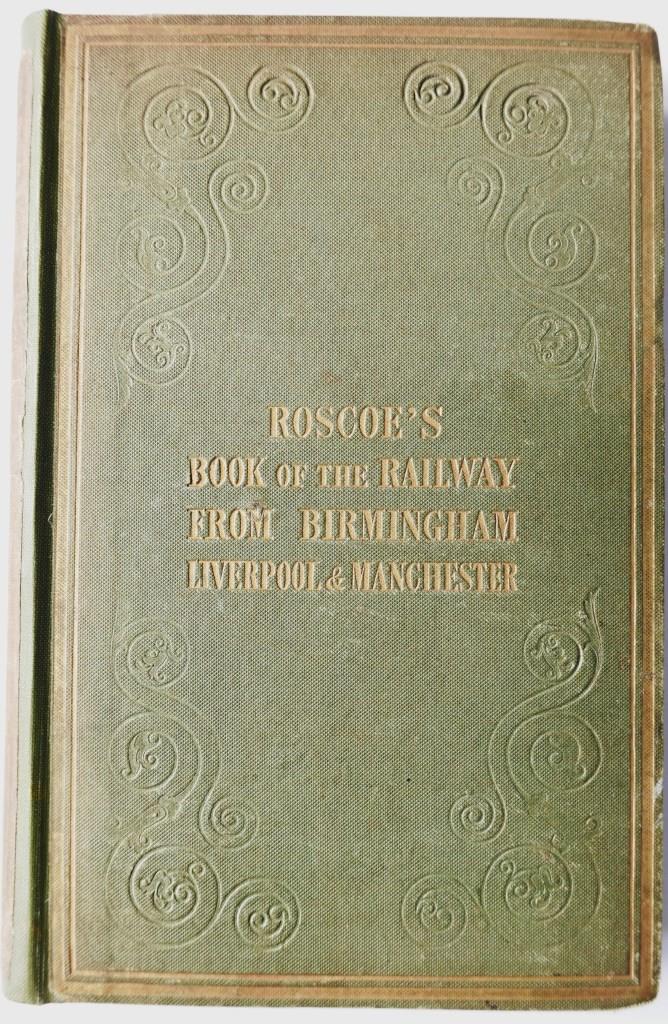 ROSCOE'S
BOOK OF THE RAILWAY
FROM BIRMINGHAM
LIVERPOOL & MANCHESTER